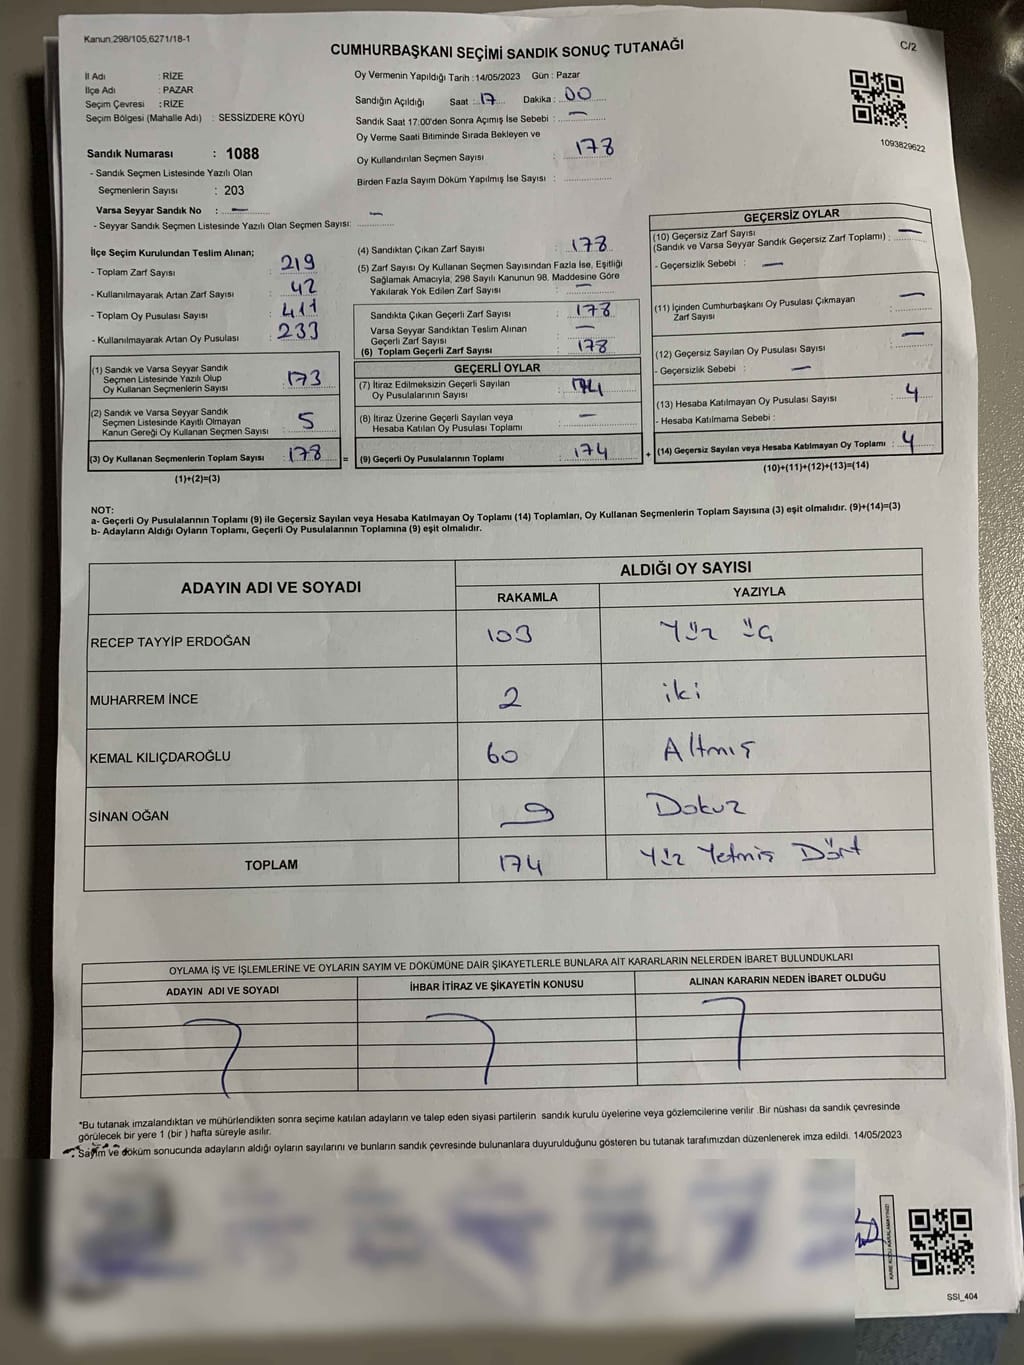 Kanun,298/105,6271/18-1
CUMHURBAŞKANI SEÇİMİ SANDIK SONUÇ TUTANAĞI
C/2
İl Adı : RİZE
İlçe Adı : PAZAR
Seçim Çevresi : RİZE
Seçim Bölgesi (Mahalle Adı) : SESSİZDERE KÖYÜ
Sandık Numarası : 1088
- Sandık Seçmen Listesinde Yazılı Olan
Seçmenlerin Sayısı : 203
Varsa Seyyar Sandık No : —
- Seyyar Sandık Seçmen Listesinde Yazılı Olan Seçmen Sayısı: —
Oy Vermenin Yapıldığı Tarih : 14/05/2023 Gün : Pazar
Sandığın Açıldığı Saat : 17 Dakika : 00
Sandık Saat 17:00'den Sonra Açımış İse Sebebi : —
Oy Verme Saati Bitiminde Sırada Bekleyen ve
Oy Kullandırılan Seçmen Sayısı : 178
Birden Fazla Sayım Döküm Yapılmış İse Sayısı :
1093829622
İlçe Seçim Kurulundan Teslim Alınan;
- Toplam Zarf Sayısı : 219
- Kullanılmayarak Artan Zarf Sayısı : 42
- Toplam Oy Pusulası Sayısı : 411
- Kullanılmayarak Artan Oy Pusulası : 233
(1) Sandık ve Varsa Seyyar Sandık
Seçmen Listesinde Yazılı Olup
Oy Kullanan Seçmenlerin Sayısı : 173
(2) Sandık ve Varsa Seyyar Sandık
Seçmen Listesinde Kayıtlı Olmayan
Kanun Gereği Oy Kullanan Seçmen Sayısı : 5
(3) Oy Kullanan Seçmenlerin Toplam Sayısı : 178 =
(1)+(2)=(3)
(4) Sandıktan Çıkan Zarf Sayısı : 178
(5) Zarf Sayısı Oy Kullanan Seçmen Sayısından Fazla İse, Eşitliği
Sağlamak Amacıyla, 298 Sayılı Kanunun 98. Maddesine Göre
Yakılarak Yok Edilen Zarf Sayısı : —
Sandıkta Çıkan Geçerli Zarf Sayısı : 178
Varsa Seyyar Sandıktan Teslim Alınan
Geçerli Zarf Sayısı : —
(6) Toplam Geçerli Zarf Sayısı : 178
GEÇERLİ OYLAR
(7) İtiraz Edilmeksizin Geçerli Sayılan
Oy Pusulalarının Sayısı : 174
(8) İtiraz Üzerine Geçerli Sayılan veya
Hesaba Katılan Oy Pusulası Toplamı : —
(9) Geçerli Oy Pusulalarının Toplamı : 174 +
GEÇERSİZ OYLAR
(10) Geçersiz Zarf Sayısı
(Sandık ve Varsa Seyyar Sandık Geçersiz Zarf Toplamı) : —
- Geçersizlik Sebebi : —
(11) İçinden Cumhurbaşkanı Oy Pusulası Çıkmayan
Zarf Sayısı : —
(12) Geçersiz Sayılan Oy Pusulası Sayısı : —
- Geçersizlik Sebebi : —
(13) Hesaba Katılmayan Oy Pusulası Sayısı : 4
- Hesaba Katılmama Sebebi :
(14) Geçersiz Sayılan veya Hesaba Katılmayan Oy Toplamı : 4
(10)+(11)+(12)+(13)=(14)
NOT:
a- Geçerli Oy Pusulalarının Toplamı (9) ile Geçersiz Sayılan veya Hesaba Katılmayan Oy Toplamı (14) Toplamları, Oy Kullanan Seçmenlerin Toplam Sayısına (3) eşit olmalıdır. (9)+(14)=(3)
b- Adayların Aldığı Oyların Toplamı, Geçerli Oy Pusulalarının Toplamına (9) eşit olmalıdır.
ADAYIN ADI VE SOYADI
ALDIĞI OY SAYISI
RAKAMLA YAZIYLA
RECEP TAYYİP ERDOĞAN 103 Yüz üç
MUHARREM İNCE 2 iki
KEMAL KILIÇDAROĞLU 60 Altmış
SİNAN OĞAN 9 Dokuz
TOPLAM 174 Yüz Yetmiş Dört
OYLAMA İŞ VE İŞLEMLERİNE VE OYLARIN SAYIM VE DÖKÜMÜNE DAİR ŞİKAYETLERLE BUNLARA AİT KARARLARIN NELERDEN İBARET BULUNDUKLARI
ADAYIN ADI VE SOYADI İHBAR İTİRAZ VE ŞİKAYETİN KONUSU ALINAN KARARIN NEDEN İBARET OLDUĞU
*Bu tutanak imzalandıktan ve mühürlendikten sonra seçime katılan adayların ve talep eden siyasi partilerin sandık kurulu üyelerine veya gözlemcilerine verilir .Bir nüshası da sandık çevresinde
görülecek bir yere 1 (bir ) hafta süreyle asılır.
Sayım ve döküm sonucunda adayların aldığı oyların sayılarını ve bunların sandık çevresinde bulunanlara duyurulduğunu gösteren bu tutanak tarafımızdan düzenlenerek imza edildi. 14/05/2023
KARE KODU KARALAMAYINIZ!
SSI_404